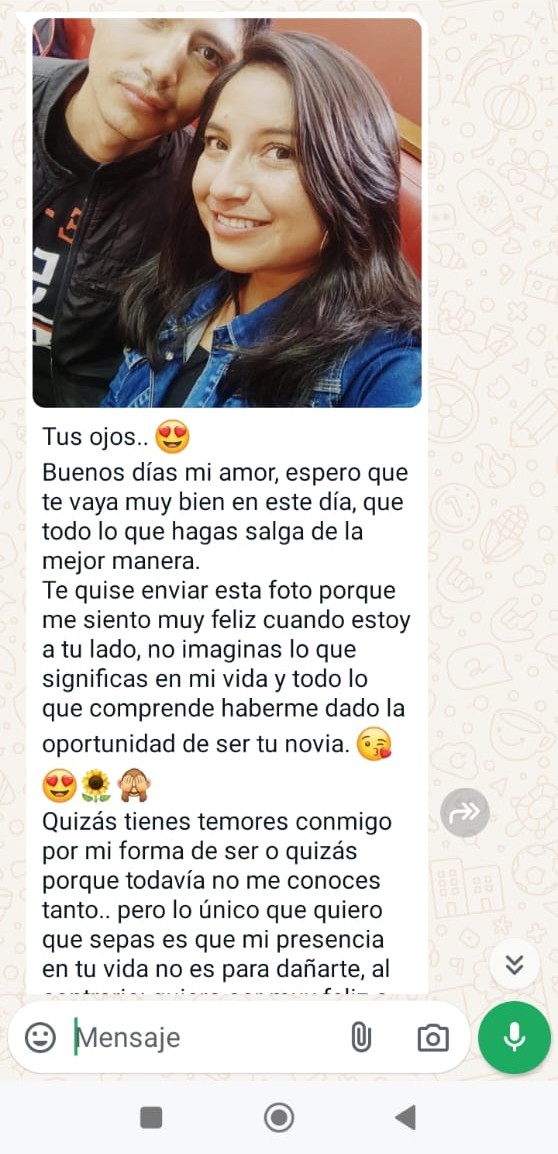 Tus ojos.. 😍
Buenos días mi amor, espero que
te vaya muy bien en este día, que
todo lo que hagas salga de la
mejor manera.
Te quise enviar esta foto porque
me siento muy feliz cuando estoy
a tu lado, no imaginas lo que
significas en mi vida y todo lo
que comprende haberme dado la
oportunidad de ser tu novia. 😘
😍🌻🙈
Quizás tienes temores conmigo
por mi forma de ser o quizás
porque todavía no me conoces
tanto.. pero lo único que quiero
que sepas es que mi presencia
en tu vida no es para dañarte, al
Mensaje